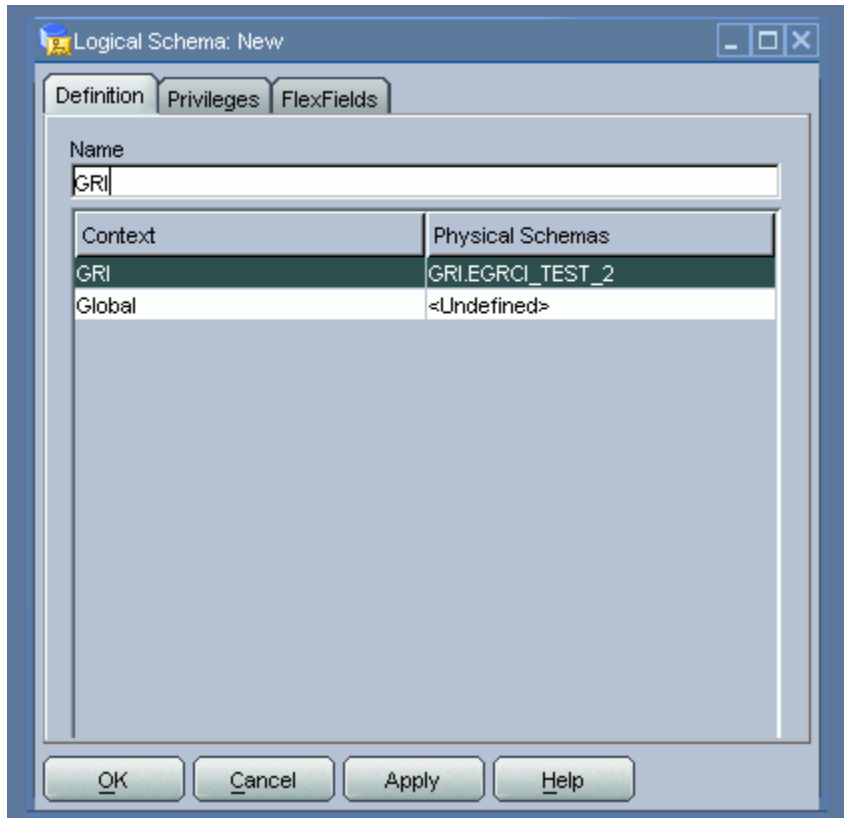 Logical Schema: New
Definition Privileges FlexFields
Name
GRI
Context Physical Schemas
GRI GRI.EGRCI_TEST_2
Global <Undefined>
OK Cancel Apply Help